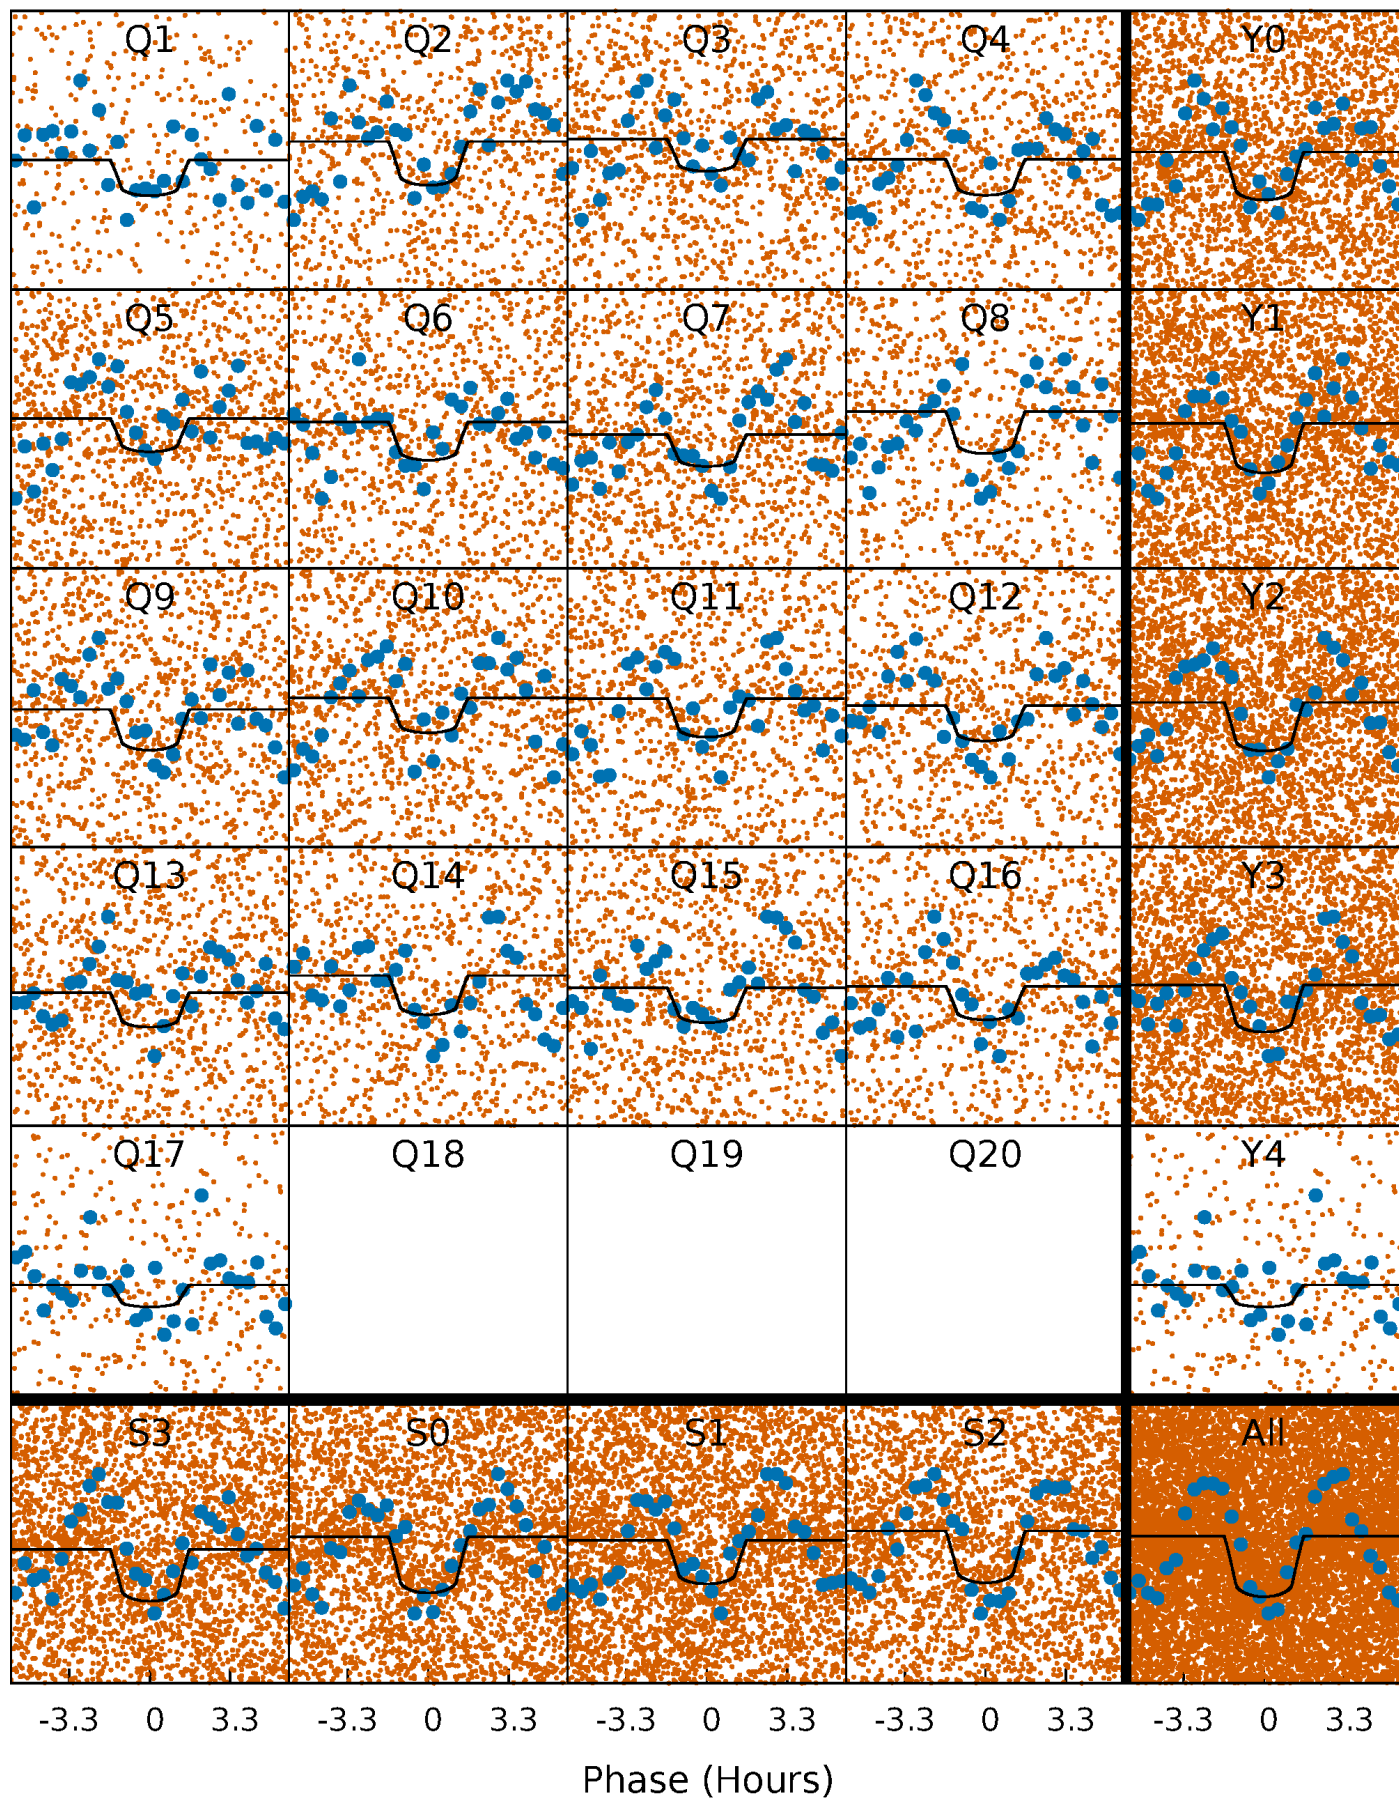 Q1 Q2 Q3 Q4 Y0
Q5 Q6 Q7 Q8 Y1
Q9 Q10 Q11 Q12 Y2
Q13 Q14 Q15 Q16 Y3
Q17 Q18 Q19 Q20 Y4
S3 S0 S1 S2 All
-3.3 0 3.3 -3.3 0 3.3 -3.3 0 3.3 -3.3 0 3.3 -3.3 0 3.3
Phase (Hours)